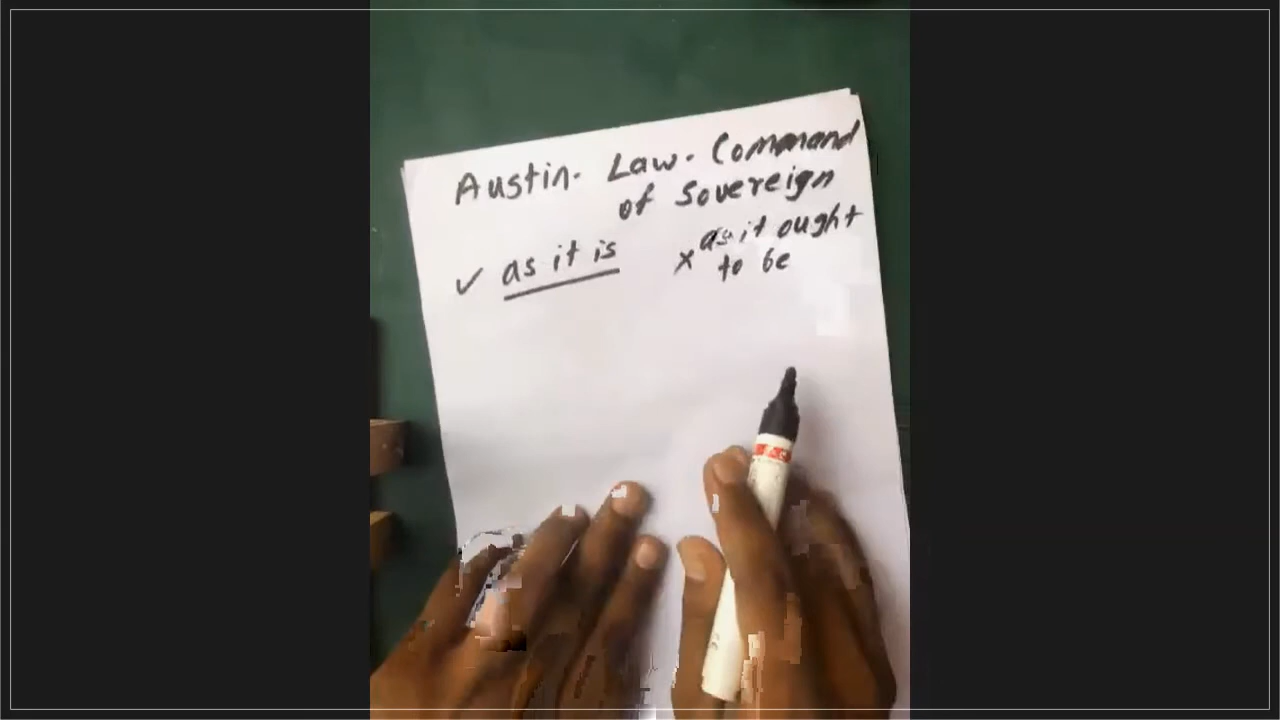 Austin- Law- Command
of Sovereign
✓ as it is
x as it ought
to be